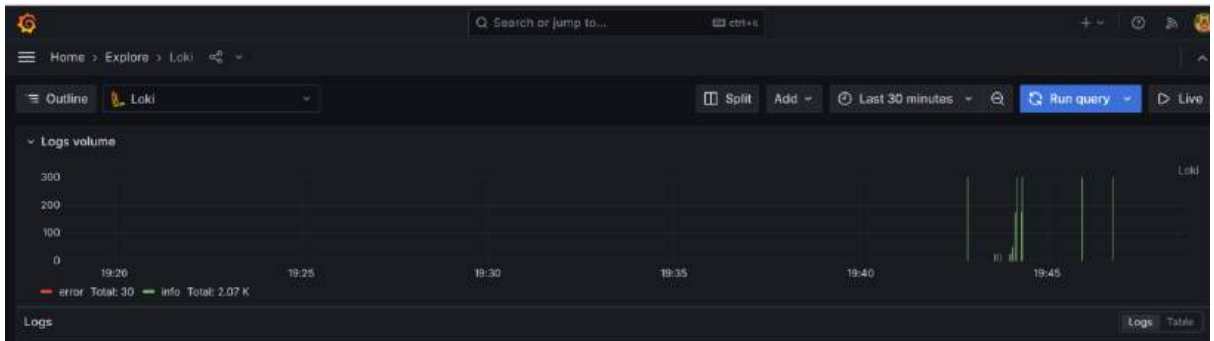 Search or jump to... ctrl+k
Home > Explore > Loki
Outline Loki Split Add Last 30 minutes Run query Live
Logs volume
Loki
300
200
100
0
19:20 19:25 19:30 19:35 19:40 19:45
error Total: 30 info Total: 2.07 K
Logs Logs Table